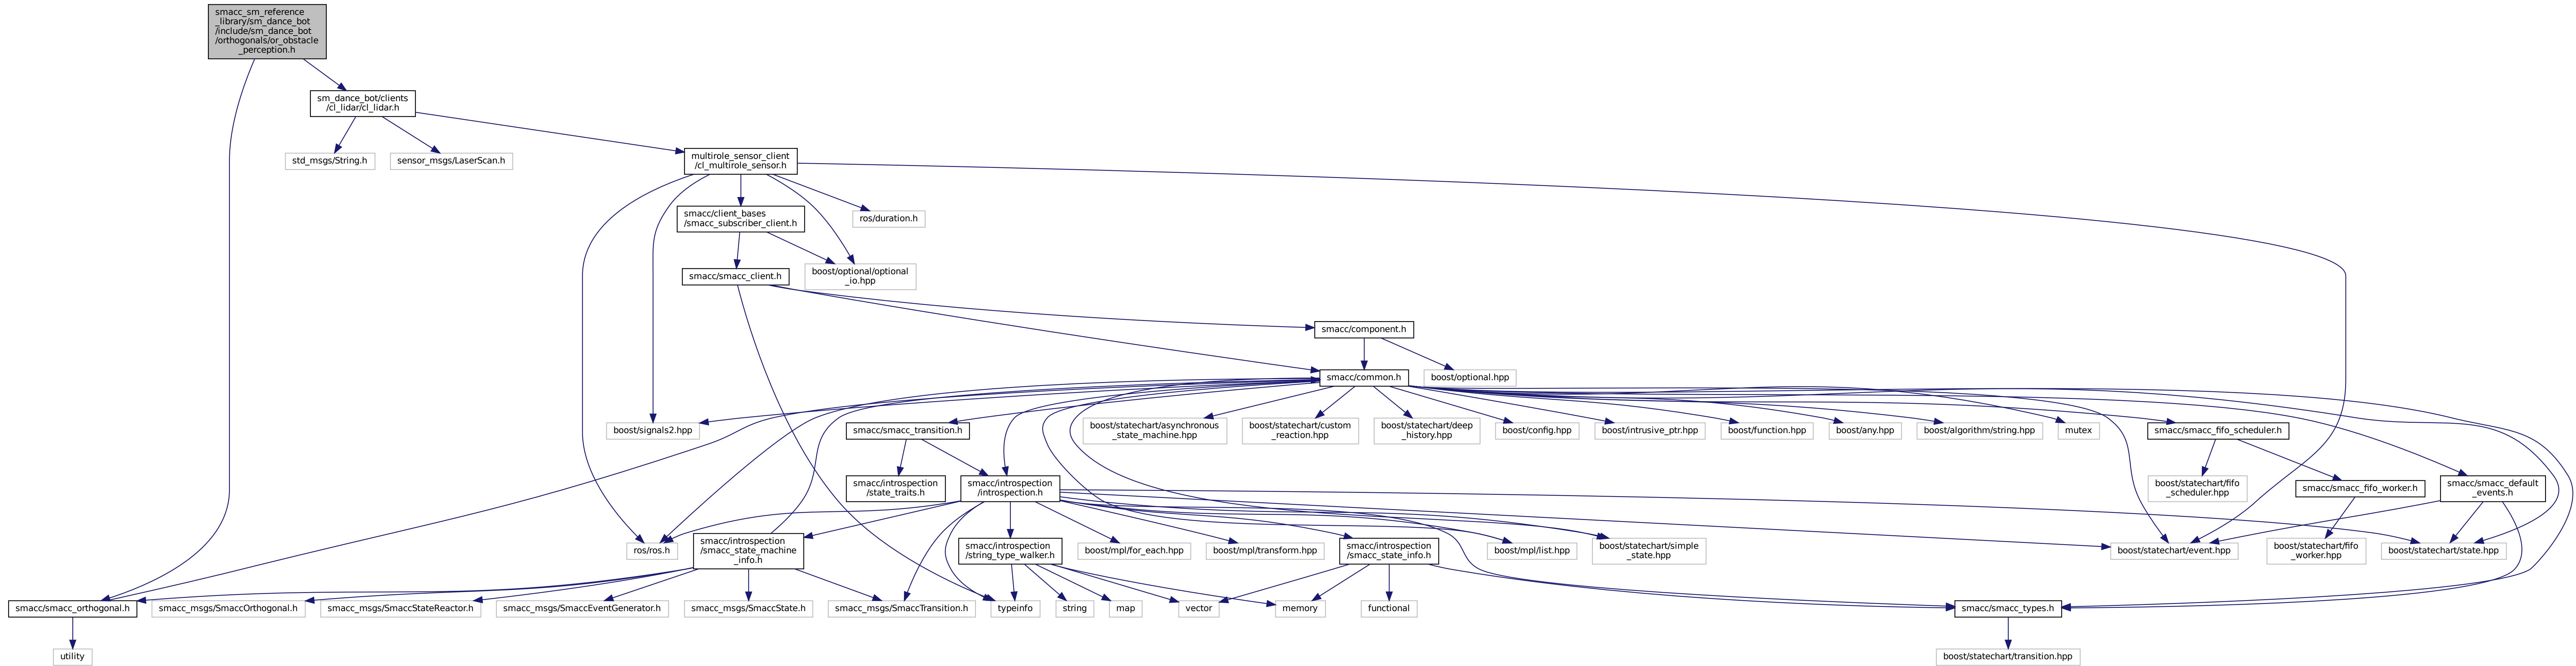 smacc_sm_reference
_library/sm_dance_bot
/include/sm_dance_bot
/orthogonals/or_obstacle
_perception.h
sm_dance_bot/clients
/cl_lidar/cl_lidar.h
std_msgs/String.h
sensor_msgs/LaserScan.h
multirole_sensor_client
/cl_multirole_sensor.h
smacc/client_bases
/smacc_subscriber_client.h
ros/duration.h
smacc/smacc_client.h
boost/optional/optional
_io.hpp
smacc/component.h
smacc/common.h
boost/optional.hpp
boost/signals2.hpp
smacc/smacc_transition.h
boost/statechart/asynchronous
_state_machine.hpp
boost/statechart/custom
_reaction.hpp
boost/statechart/deep
_history.hpp
boost/config.hpp
boost/intrusive_ptr.hpp
boost/function.hpp
boost/any.hpp
boost/algorithm/string.hpp
mutex
smacc/smacc_fifo_scheduler.h
smacc/introspection
/state_traits.h
smacc/introspection
/introspection.h
boost/statechart/fifo
_scheduler.hpp
smacc/smacc_fifo_worker.h
smacc/smacc_default
_events.h
ros/ros.h
smacc/introspection
/smacc_state_machine
_info.h
smacc/introspection
/string_type_walker.h
boost/mpl/for_each.hpp
boost/mpl/transform.hpp
smacc/introspection
/smacc_state_info.h
boost/mpl/list.hpp
boost/statechart/simple
_state.hpp
boost/statechart/event.hpp
boost/statechart/fifo
_worker.hpp
boost/statechart/state.hpp
smacc/smacc_orthogonal.h
smacc_msgs/SmaccOrthogonal.h
smacc_msgs/SmaccStateReactor.h
smacc_msgs/SmaccEventGenerator.h
smacc_msgs/SmaccState.h
smacc_msgs/SmaccTransition.h
typeinfo
string
map
vector
memory
functional
smacc/smacc_types.h
utility
boost/statechart/transition.hpp